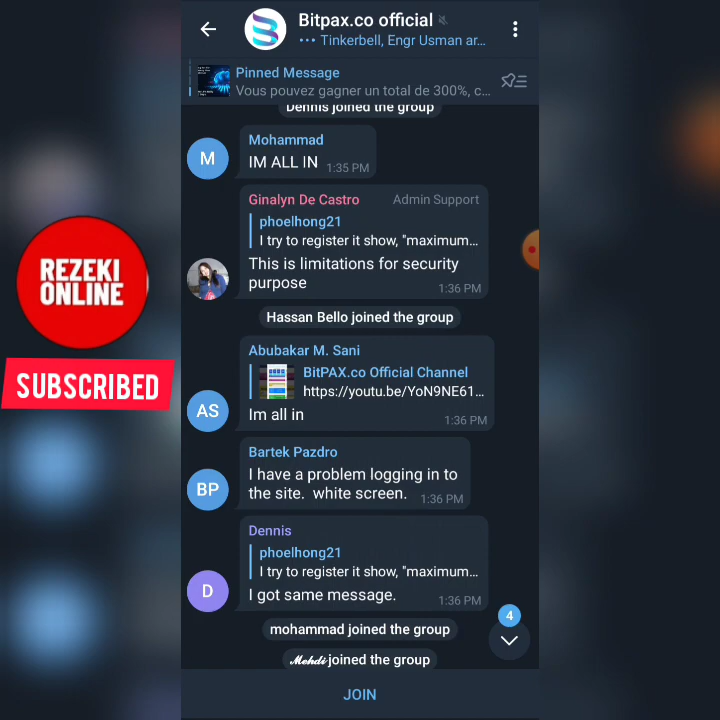 Bitpax.co official
Tinkerbell, Engr Usman ar...
Pinned Message
Vous pouvez gagner un total de 300%, c...
Dennis joined the group
Mohammad
M
IM ALL IN 1:35 PM
Ginalyn De Castro Admin Support
phoelhong21
I try to register it show, "maximum...
This is limitations for security
purpose
1:36 PM
Hassan Bello joined the group
Abubakar M. Sani
BitPAX.co Official Channel
https://youtu.be/YoN9NE61...
AS
Im all in
1:36 PM
Bartek Pazdro
I have a problem logging in to
BP
the site. white screen. 1:36 PM
Dennis
phoelhong21
I try to register it show, "maximum...
D
I got same message.
1:36 PM
4
mohammad joined the group
Mehdi joined the group
JOIN
REZEKI
ONLINE
SUBSCRIBED